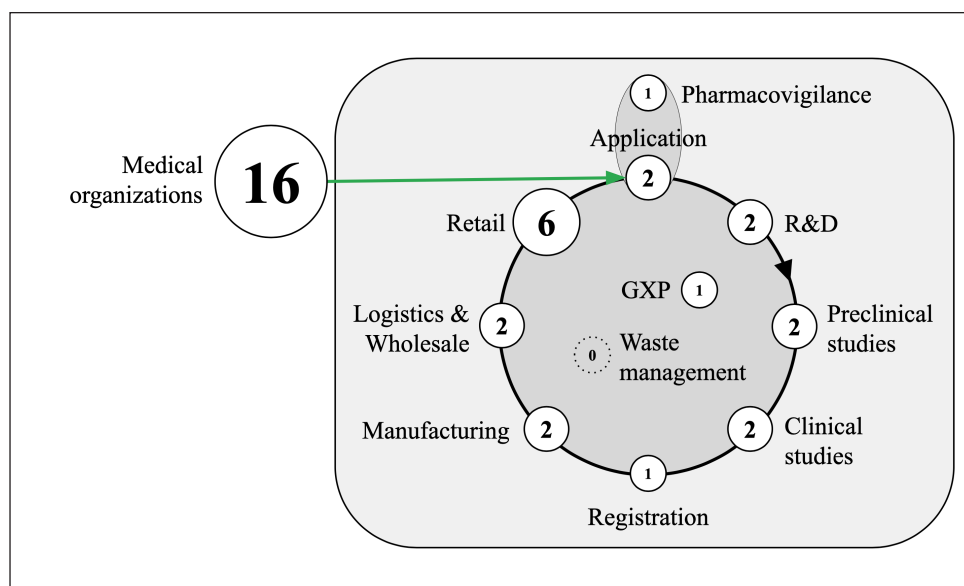 1
Pharmacovigilance
Application
2
Medical
organizations
16
Retail
6
2
R&D
GXP
1
Logistics &
Wholesale
2
0
Waste
management
2
Preclinical
studies
Manufacturing
2
2
Clinical
studies
1
Registration